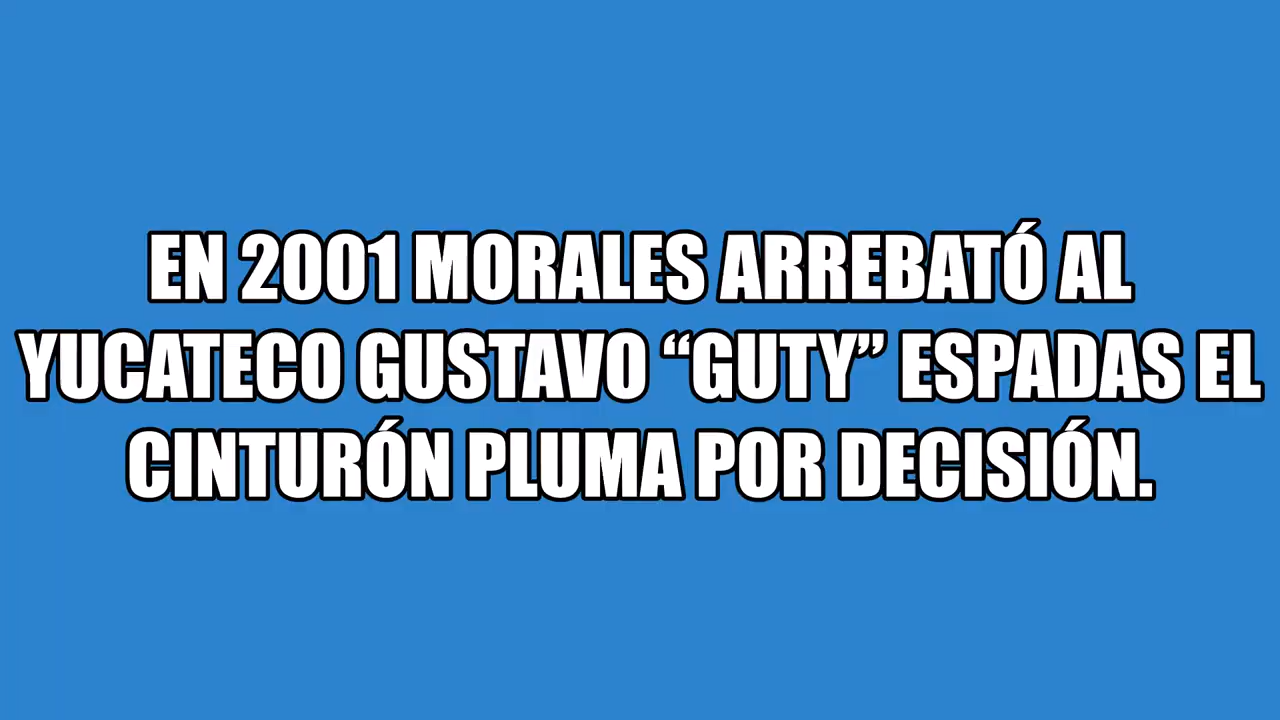 EN 2001 MORALES ARREBATÓ AL
YUCATECO GUSTAVO “GUTY” ESPADAS EL
CINTURÓN PLUMA POR DECISIÓN.